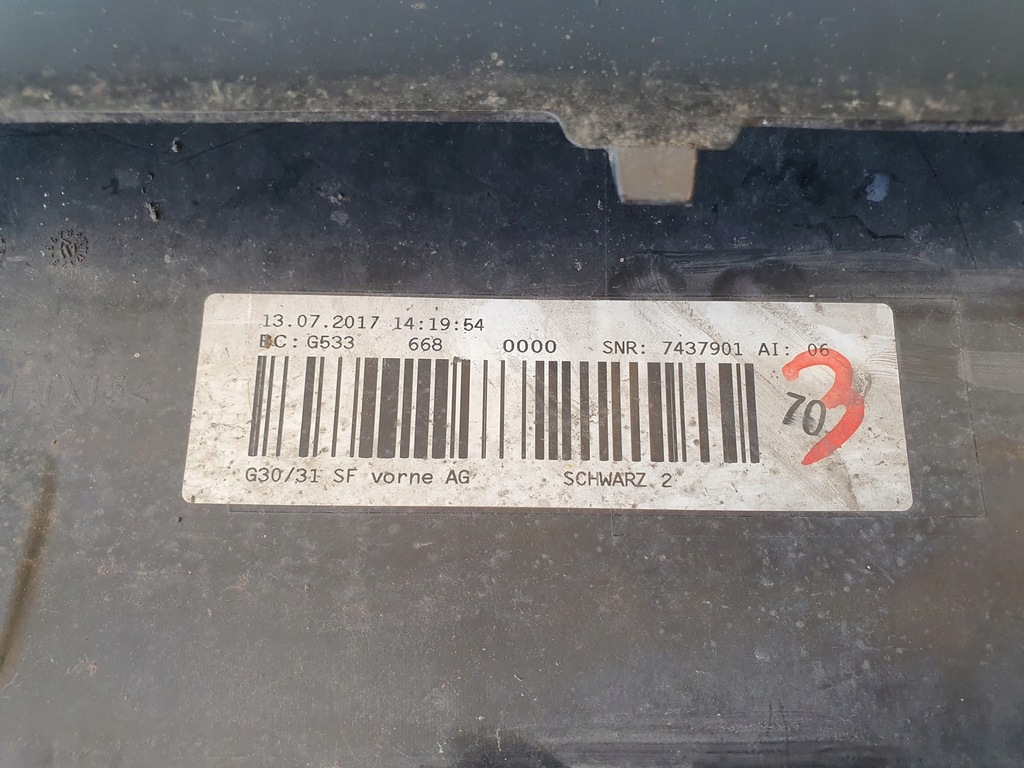 13.07.2017 14:19:54
BC: G533 668 0000 SNR: 7437901 AI: 06
3
70
G30/31 SF vorne AG SCHWARZ 2